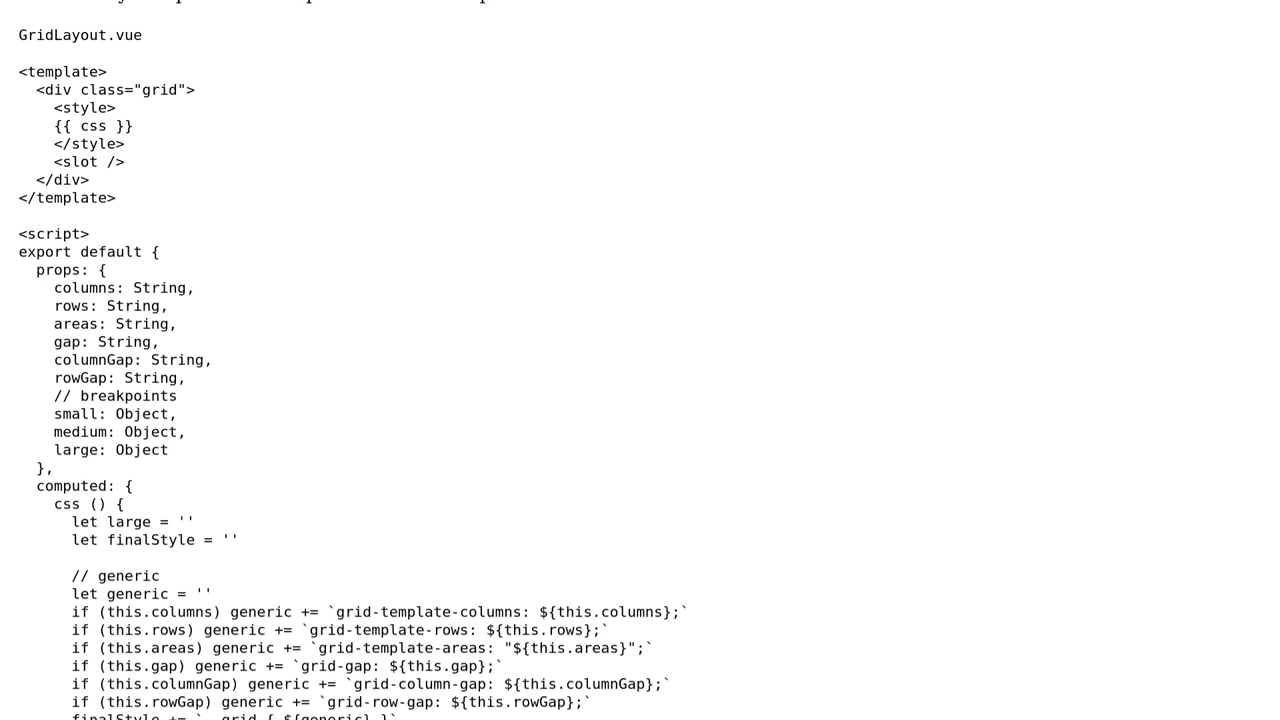 GridLayout.vue
<template>
  <div class="grid">
    <style>
    {{ css }}
    </style>
    <slot />
  </div>
</template>
<script>
export default {
  props: {
    columns: String,
    rows: String,
    areas: String,
    gap: String,
    columnGap: String,
    rowGap: String,
    // breakpoints
    small: Object,
    medium: Object,
    large: Object
  },
  computed: {
    css () {
      let large = ''
      let finalStyle = ''
      // generic
      let generic = ''
      if (this.columns) generic += `grid-template-columns: ${this.columns};`
      if (this.rows) generic += `grid-template-rows: ${this.rows};`
      if (this.areas) generic += `grid-template-areas: "${this.areas}";`
      if (this.gap) generic += `grid-gap: ${this.gap};`
      if (this.columnGap) generic += `grid-column-gap: ${this.columnGap};`
      if (this.rowGap) generic += `grid-row-gap: ${this.rowGap};`
      finalStyle += ` .grid { ${generic} }`